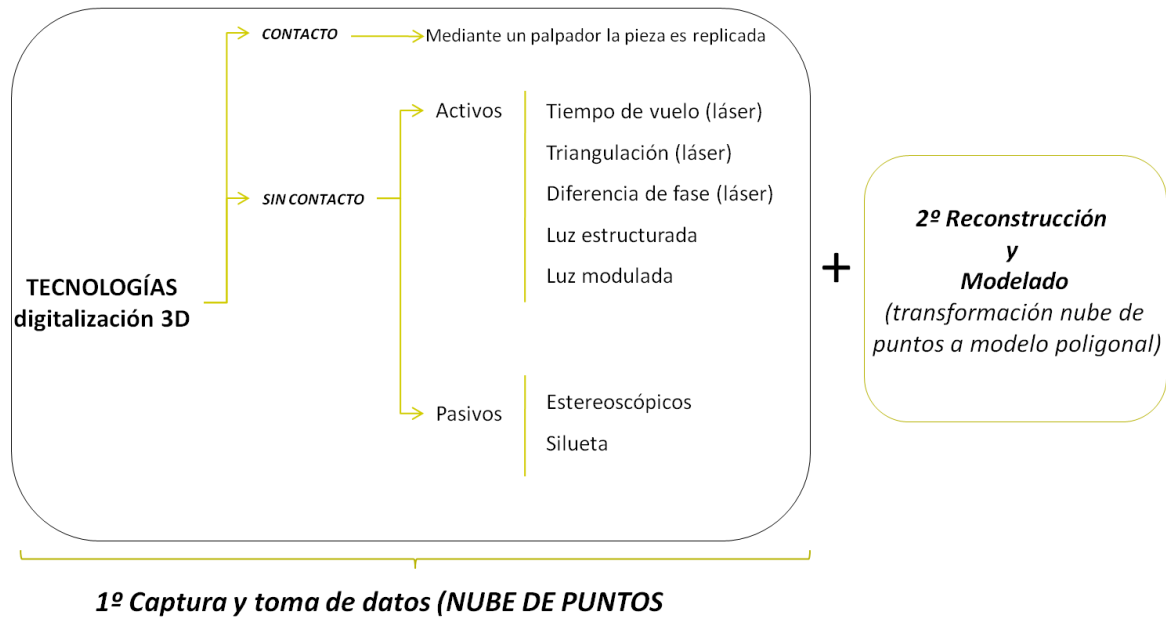 CONTACTO
Mediante un palpador la pieza es replicada
Activos
Tiempo de vuelo (láser)
Triangulación (láser)
Diferencia de fase (láser)
Luz estructurada
Luz modulada
SIN CONTACTO
TECNOLOGÍAS
digitalización 3D
Pasivos
Estereoscópicos
Silueta
+
2º Reconstrucción
y
Modelado
(transformación nube de
puntos a modelo poligonal)
1º Captura y toma de datos (NUBE DE PUNTOS